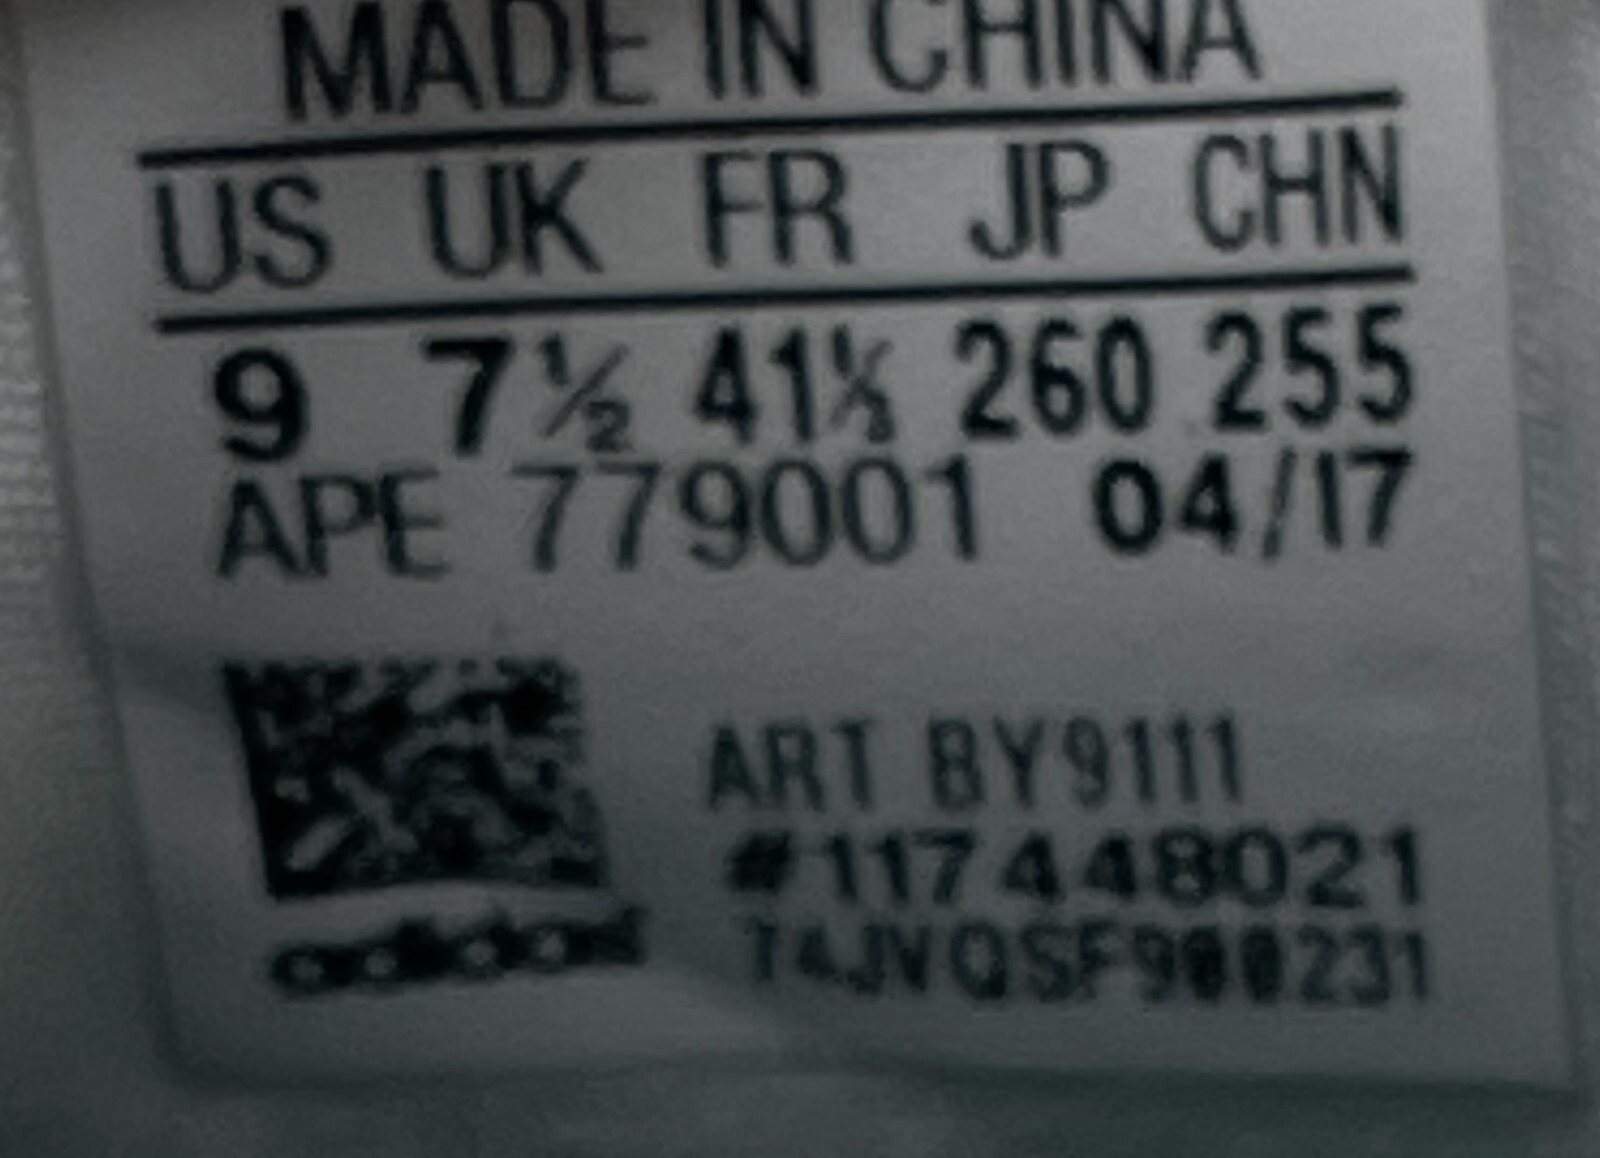 MADE IN CHINA
US UK FR JP CHN
9 7½ 41⅓ 260 255
APE 779001 04/17
ART BY9111
#117448021
adidas